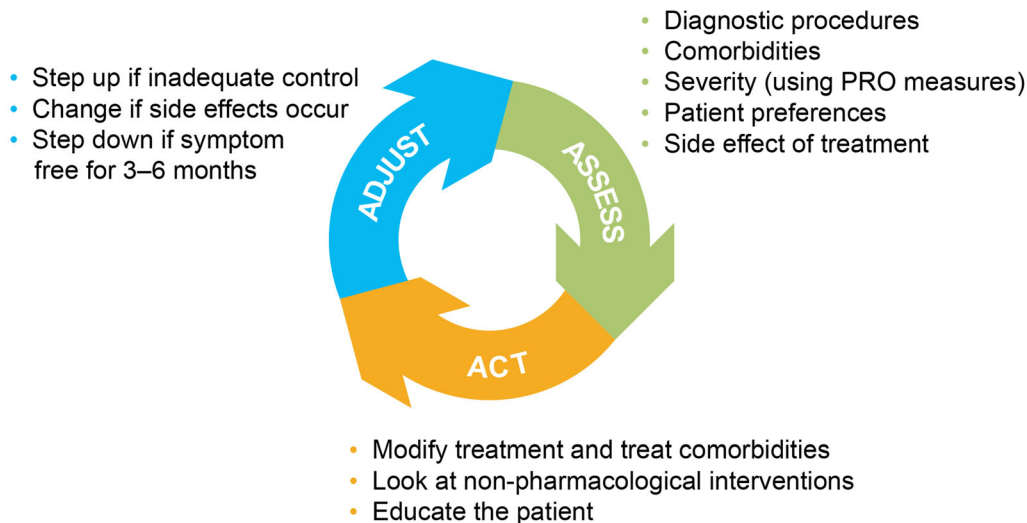 • Diagnostic procedures
• Comorbidities
• Severity (using PRO measures)
• Patient preferences
• Side effect of treatment
• Step up if inadequate control
• Change if side effects occur
• Step down if symptom
free for 3–6 months
ADJUST
ASSESS
ACT
• Modify treatment and treat comorbidities
• Look at non-pharmacological interventions
• Educate the patient